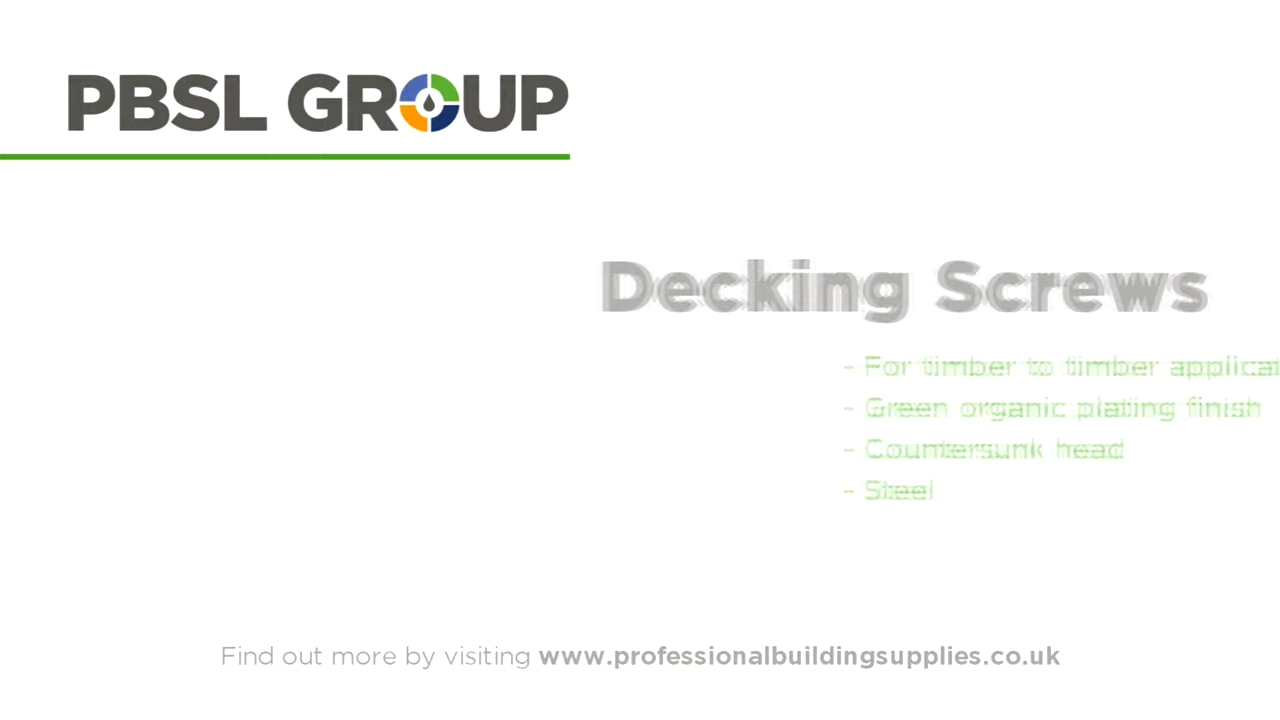 PBSL GROUP
Decking Screws
- For timber to timber applicat
- Green organic plating finish
- Countersunk head
- Steel
Find out more by visiting www.professionalbuildingsupplies.co.uk